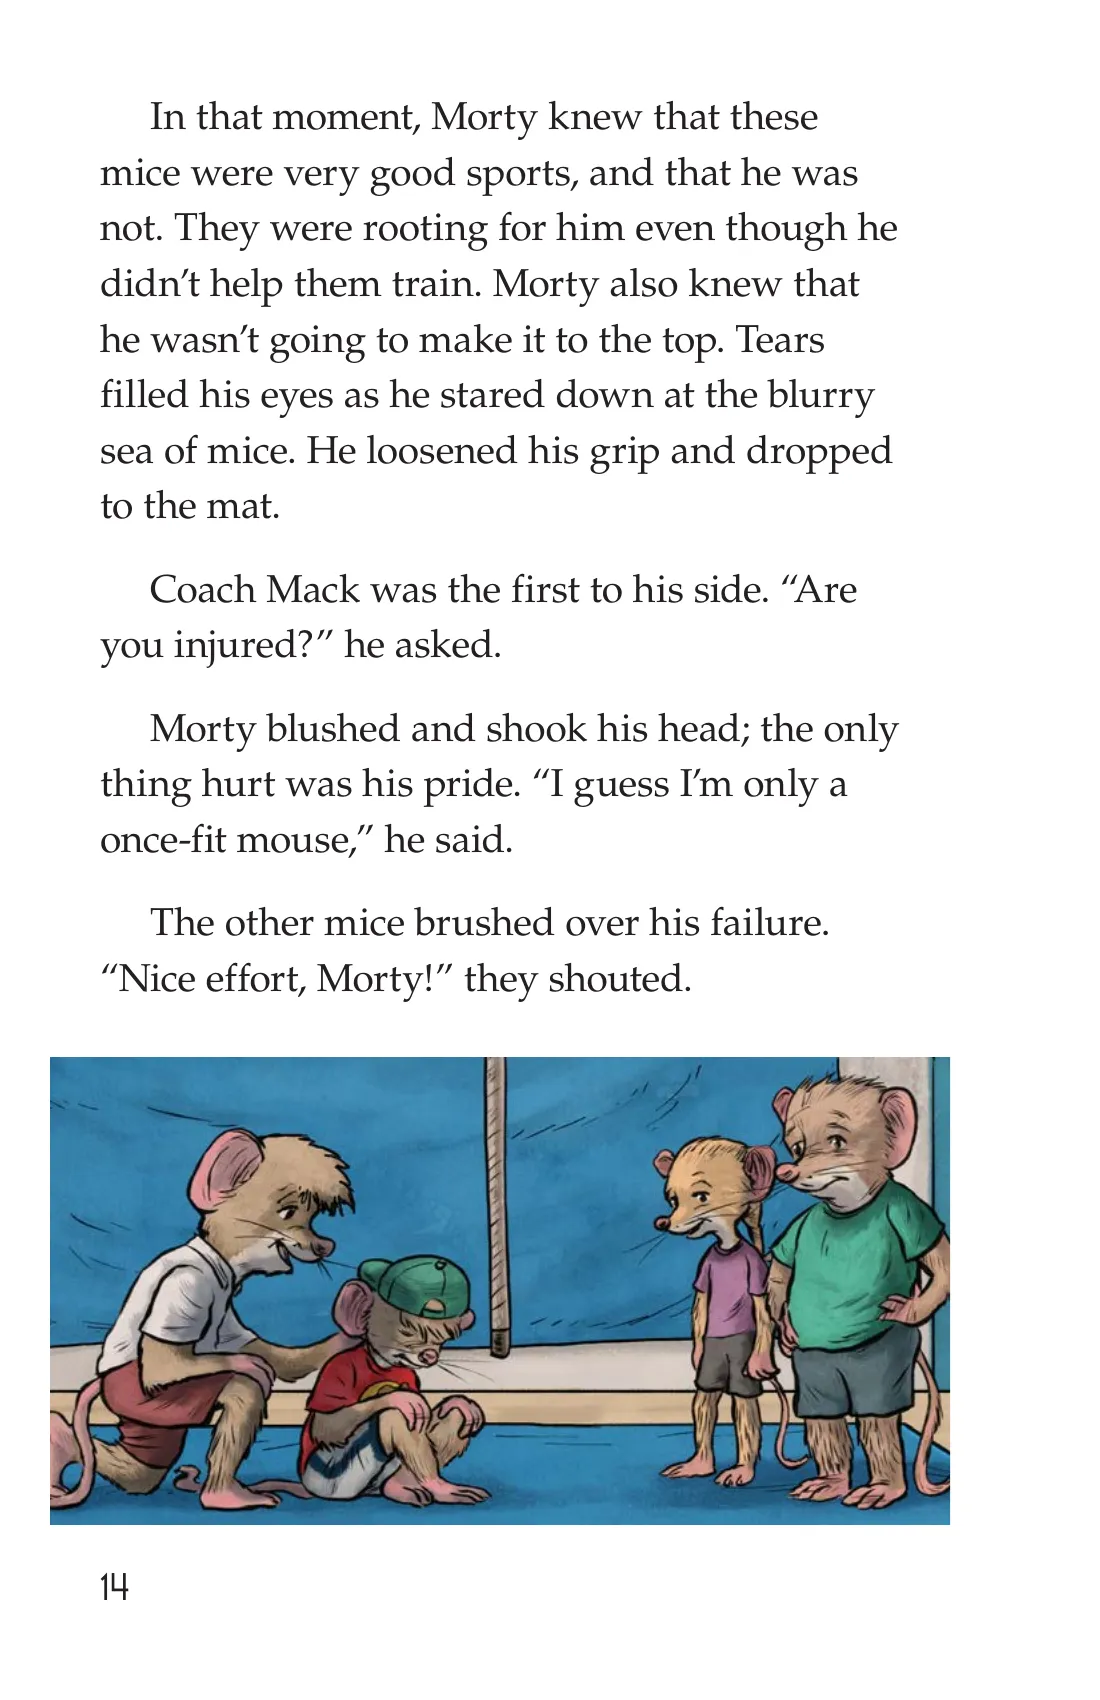 In that moment, Morty knew that these
mice were very good sports, and that he was
not. They were rooting for him even though he
didn’t help them train. Morty also knew that
he wasn’t going to make it to the top. Tears
filled his eyes as he stared down at the blurry
sea of mice. He loosened his grip and dropped
to the mat.
Coach Mack was the first to his side. “Are
you injured?” he asked.
Morty blushed and shook his head; the only
thing hurt was his pride. “I guess I’m only a
once-fit mouse,” he said.
The other mice brushed over his failure.
“Nice effort, Morty!” they shouted.
14